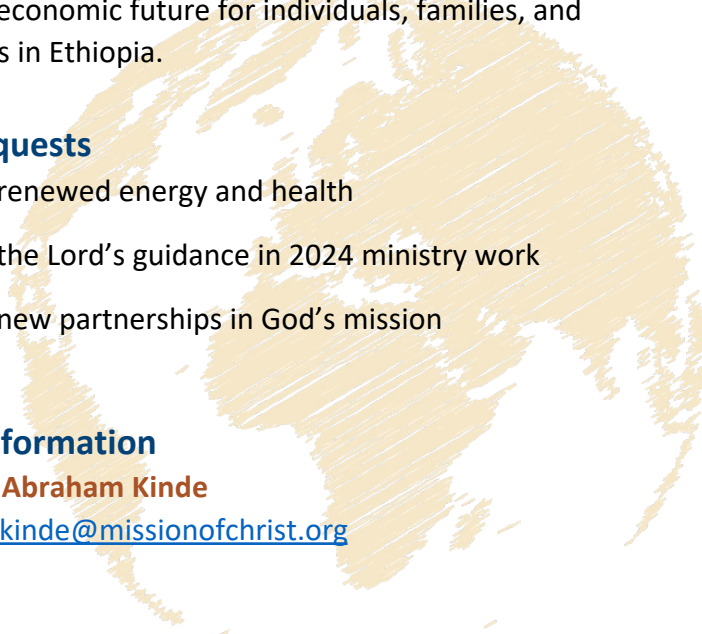 economic future for individuals, families, and
s in Ethiopia.
quests
renewed energy and health
the Lord's guidance in 2024 ministry work
new partnerships in God's mission
formation
Abraham Kinde
kinde@missionofchrist.org